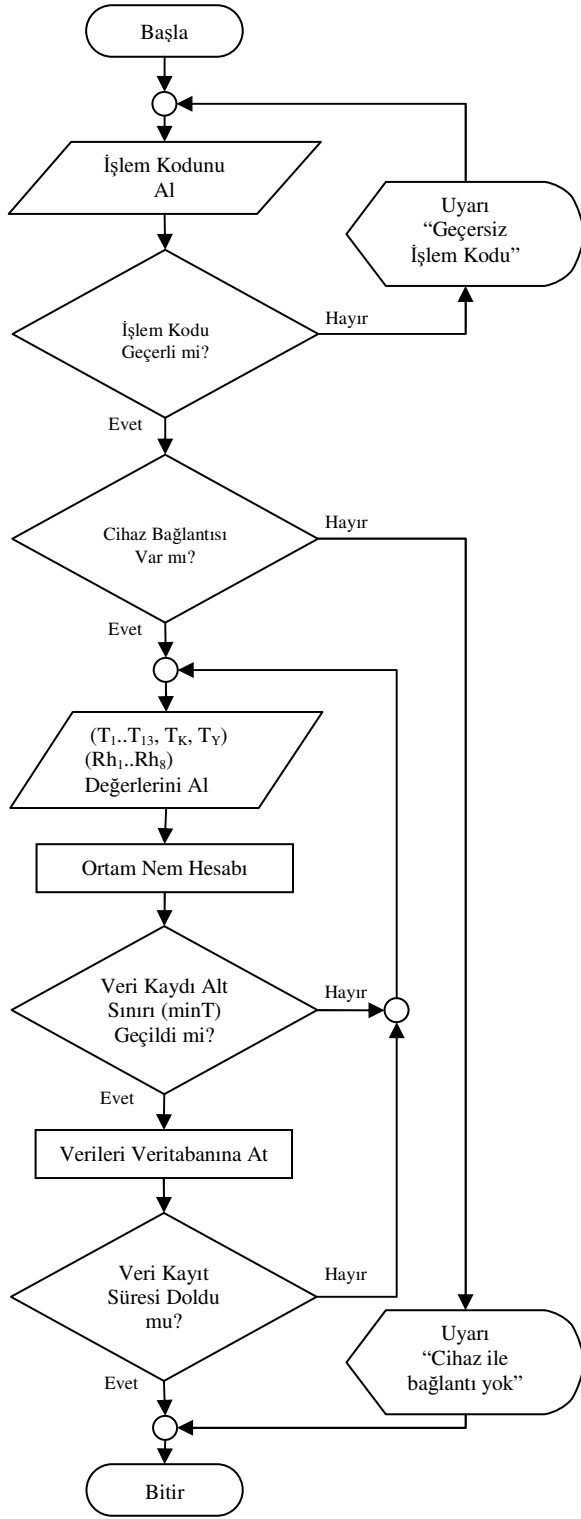 Başla
İşlem Kodunu
Al
Uyarı
“Geçersiz
İşlem Kodu”
İşlem Kodu
Geçerli mi?
Hayır
Evet
Cihaz Bağlantısı
Var mı?
Hayır
Evet
(T₁..T₁₃, T_K, T_Y)
(Rh₁..Rh₈)
Değerlerini Al
Ortam Nem Hesabı
Veri Kaydı Alt
Sınırı (minT)
Geçildi mi?
Hayır
Evet
Verileri Veritabanına At
Veri Kayıt
Süresi Doldu
mu?
Hayır
Evet
Uyarı
“Cihaz ile
bağlantı yok”
Bitir